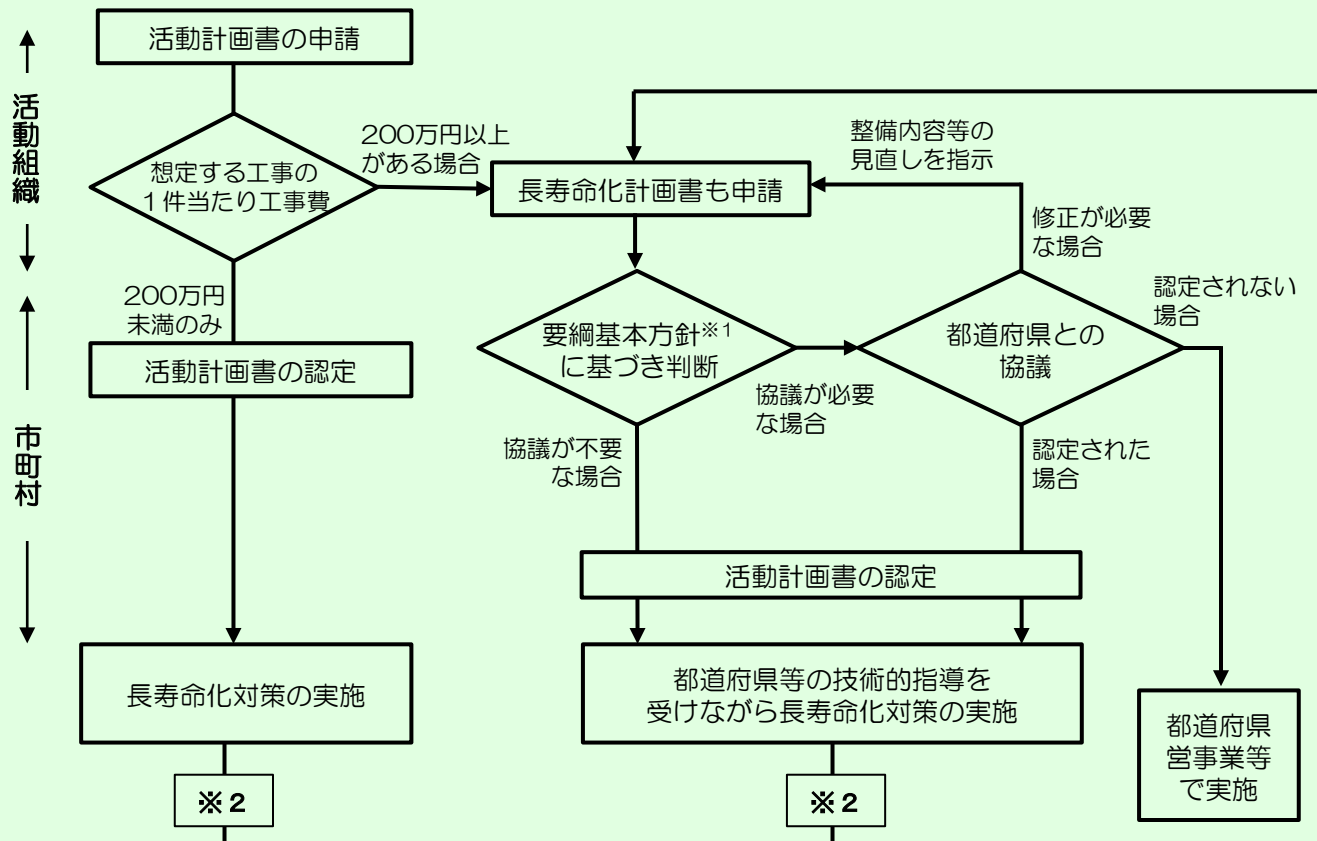 活動計画書の申請
活動組織
想定する工事の
1件当たり工事費
200万円以上
がある場合
長寿命化計画書も申請
整備内容等の
見直しを指示
修正が必要
な場合
200万円
未満のみ
活動計画書の認定
要綱基本方針※1
に基づき判断
協議が必要
な場合
都道府県との
協議
認定されない
場合
協議が不要
な場合
認定された
場合
市町村
活動計画書の認定
長寿命化対策の実施
都道府県等の技術的指導を
受けながら長寿命化対策の実施
都道府県
営事業等
で実施
※2
※2